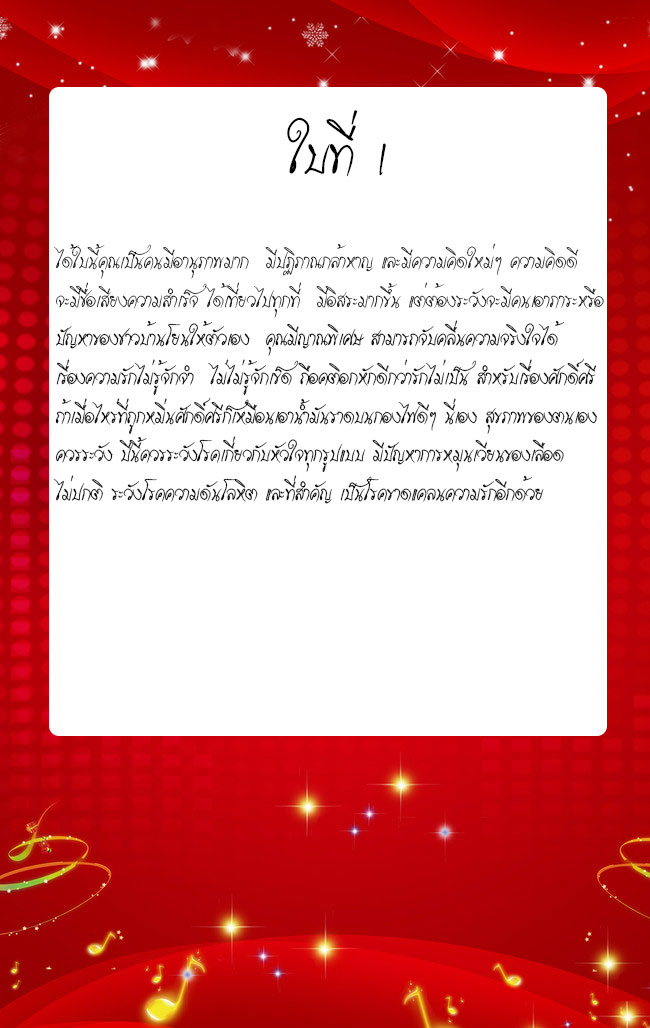 ใบที่ 1
ได้ใบนี้คุณเป็นคนมีอานุภาพมาก มีปฏิภาณกล้าหาญ และมีความคิดใหม่ๆ ความคิดดี
จะมีชื่อเสียงความสำเร็จ ได้เที่ยวไปทุกที่ มีอิสระมากขึ้น แต่ต้องระวังจะมีคนเอาภาระหรือ
ปัญหาของชาวบ้านโยนให้ตัวเอง คุณมีญาณพิเศษ สามารถจับคลื่นความจริงใจได้
เรื่องความรักไม่รู้จักจำ ไม่ไม่รู้จักเข็ด ถือคติอกหักดีกว่ารักไม่เป็น สำหรับเรื่องศักดิ์ศรี
ถ้าเมื่อไหร่ที่ถูกหมิ่นศักดิ์ศรีก็เหมือนเอาน้ำมันราดบนกองไฟดีๆ นี่เอง สุขภาพของตนเอง
ควรระวัง ปีนี้ควรระวังโรคเกี่ยวกับหัวใจทุกรูปแบบ มีปัญหาการหมุนเวียนของเลือด
ไม่ปกติ ระวังโรคความดันโลหิต และที่สำคัญ เป็นโรคขาดแคลนความรักอีกด้วย